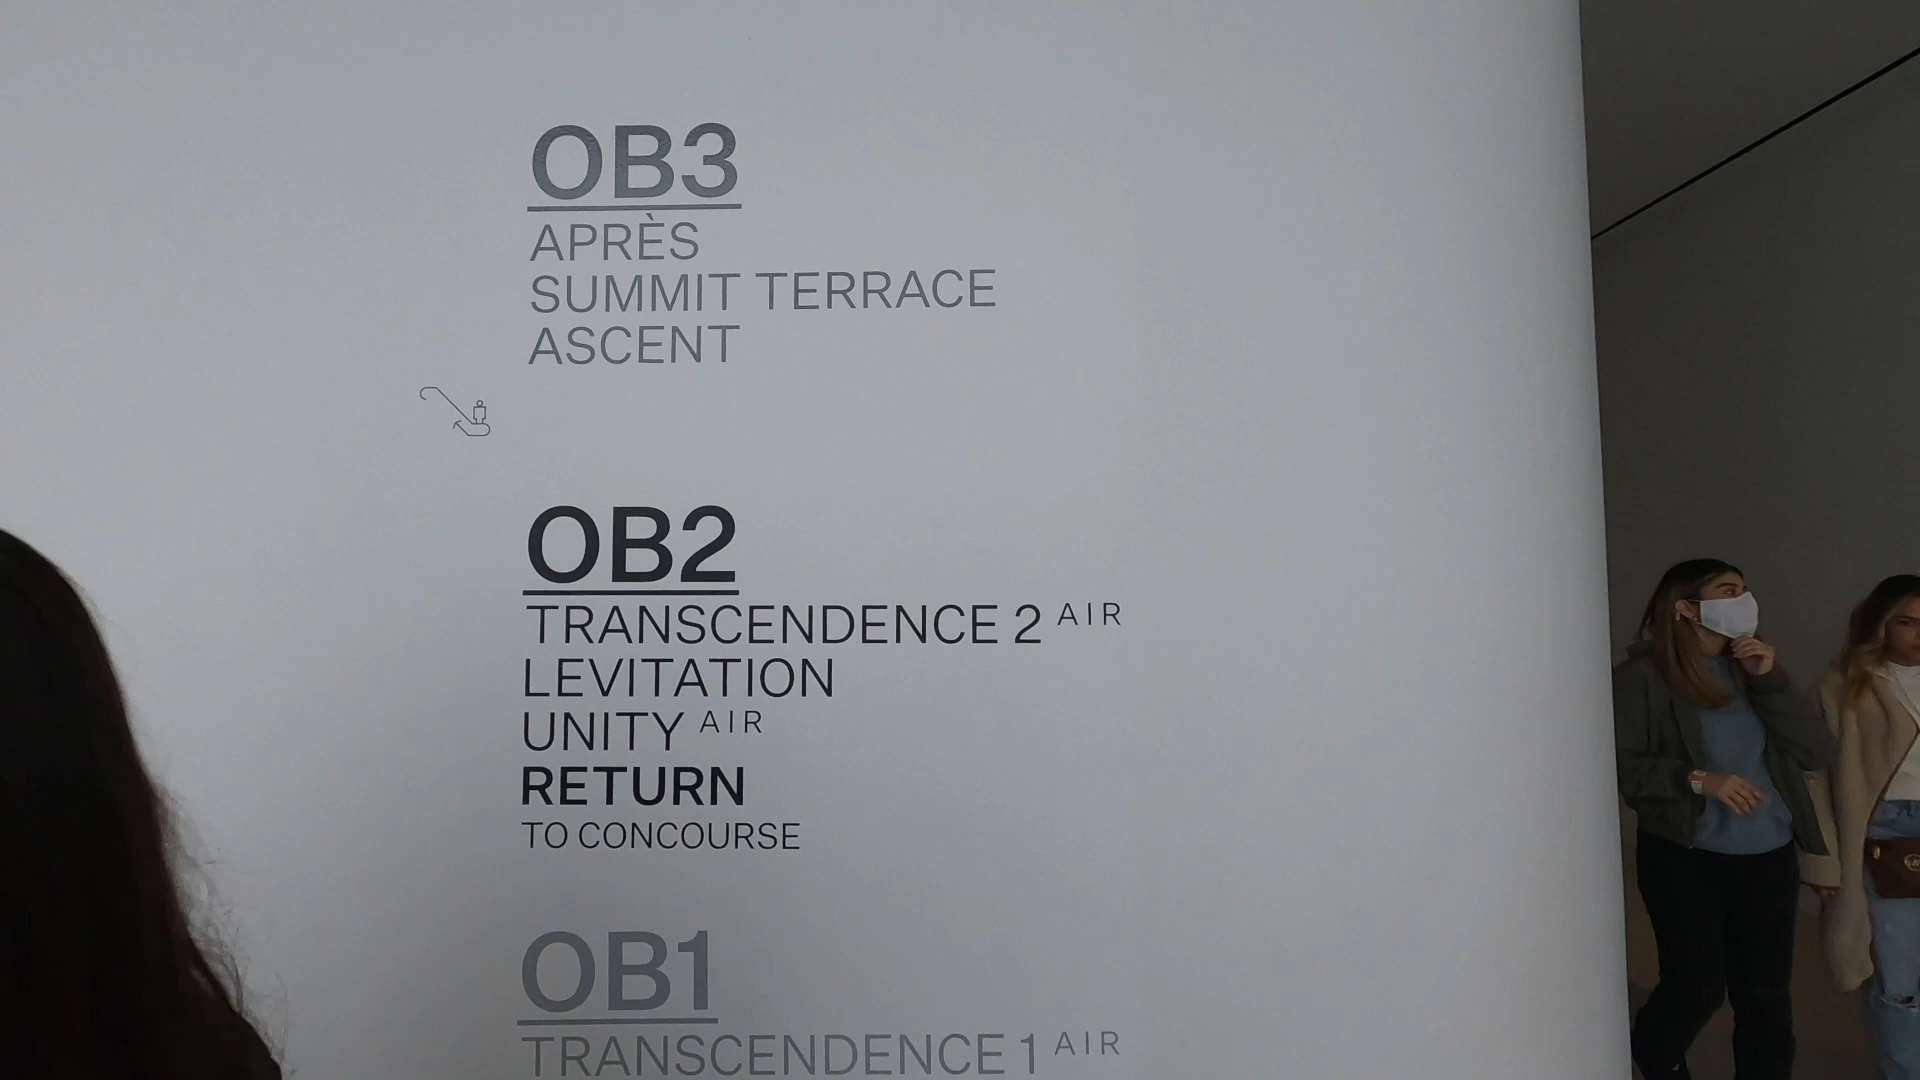 OB3
APRÈS
SUMMIT TERRACE
ASCENT
OB2
TRANSCENDENCE 2 AIR
LEVITATION
UNITY AIR
RETURN
TO CONCOURSE
OB1
TRANSCENDENCE 1 AIR